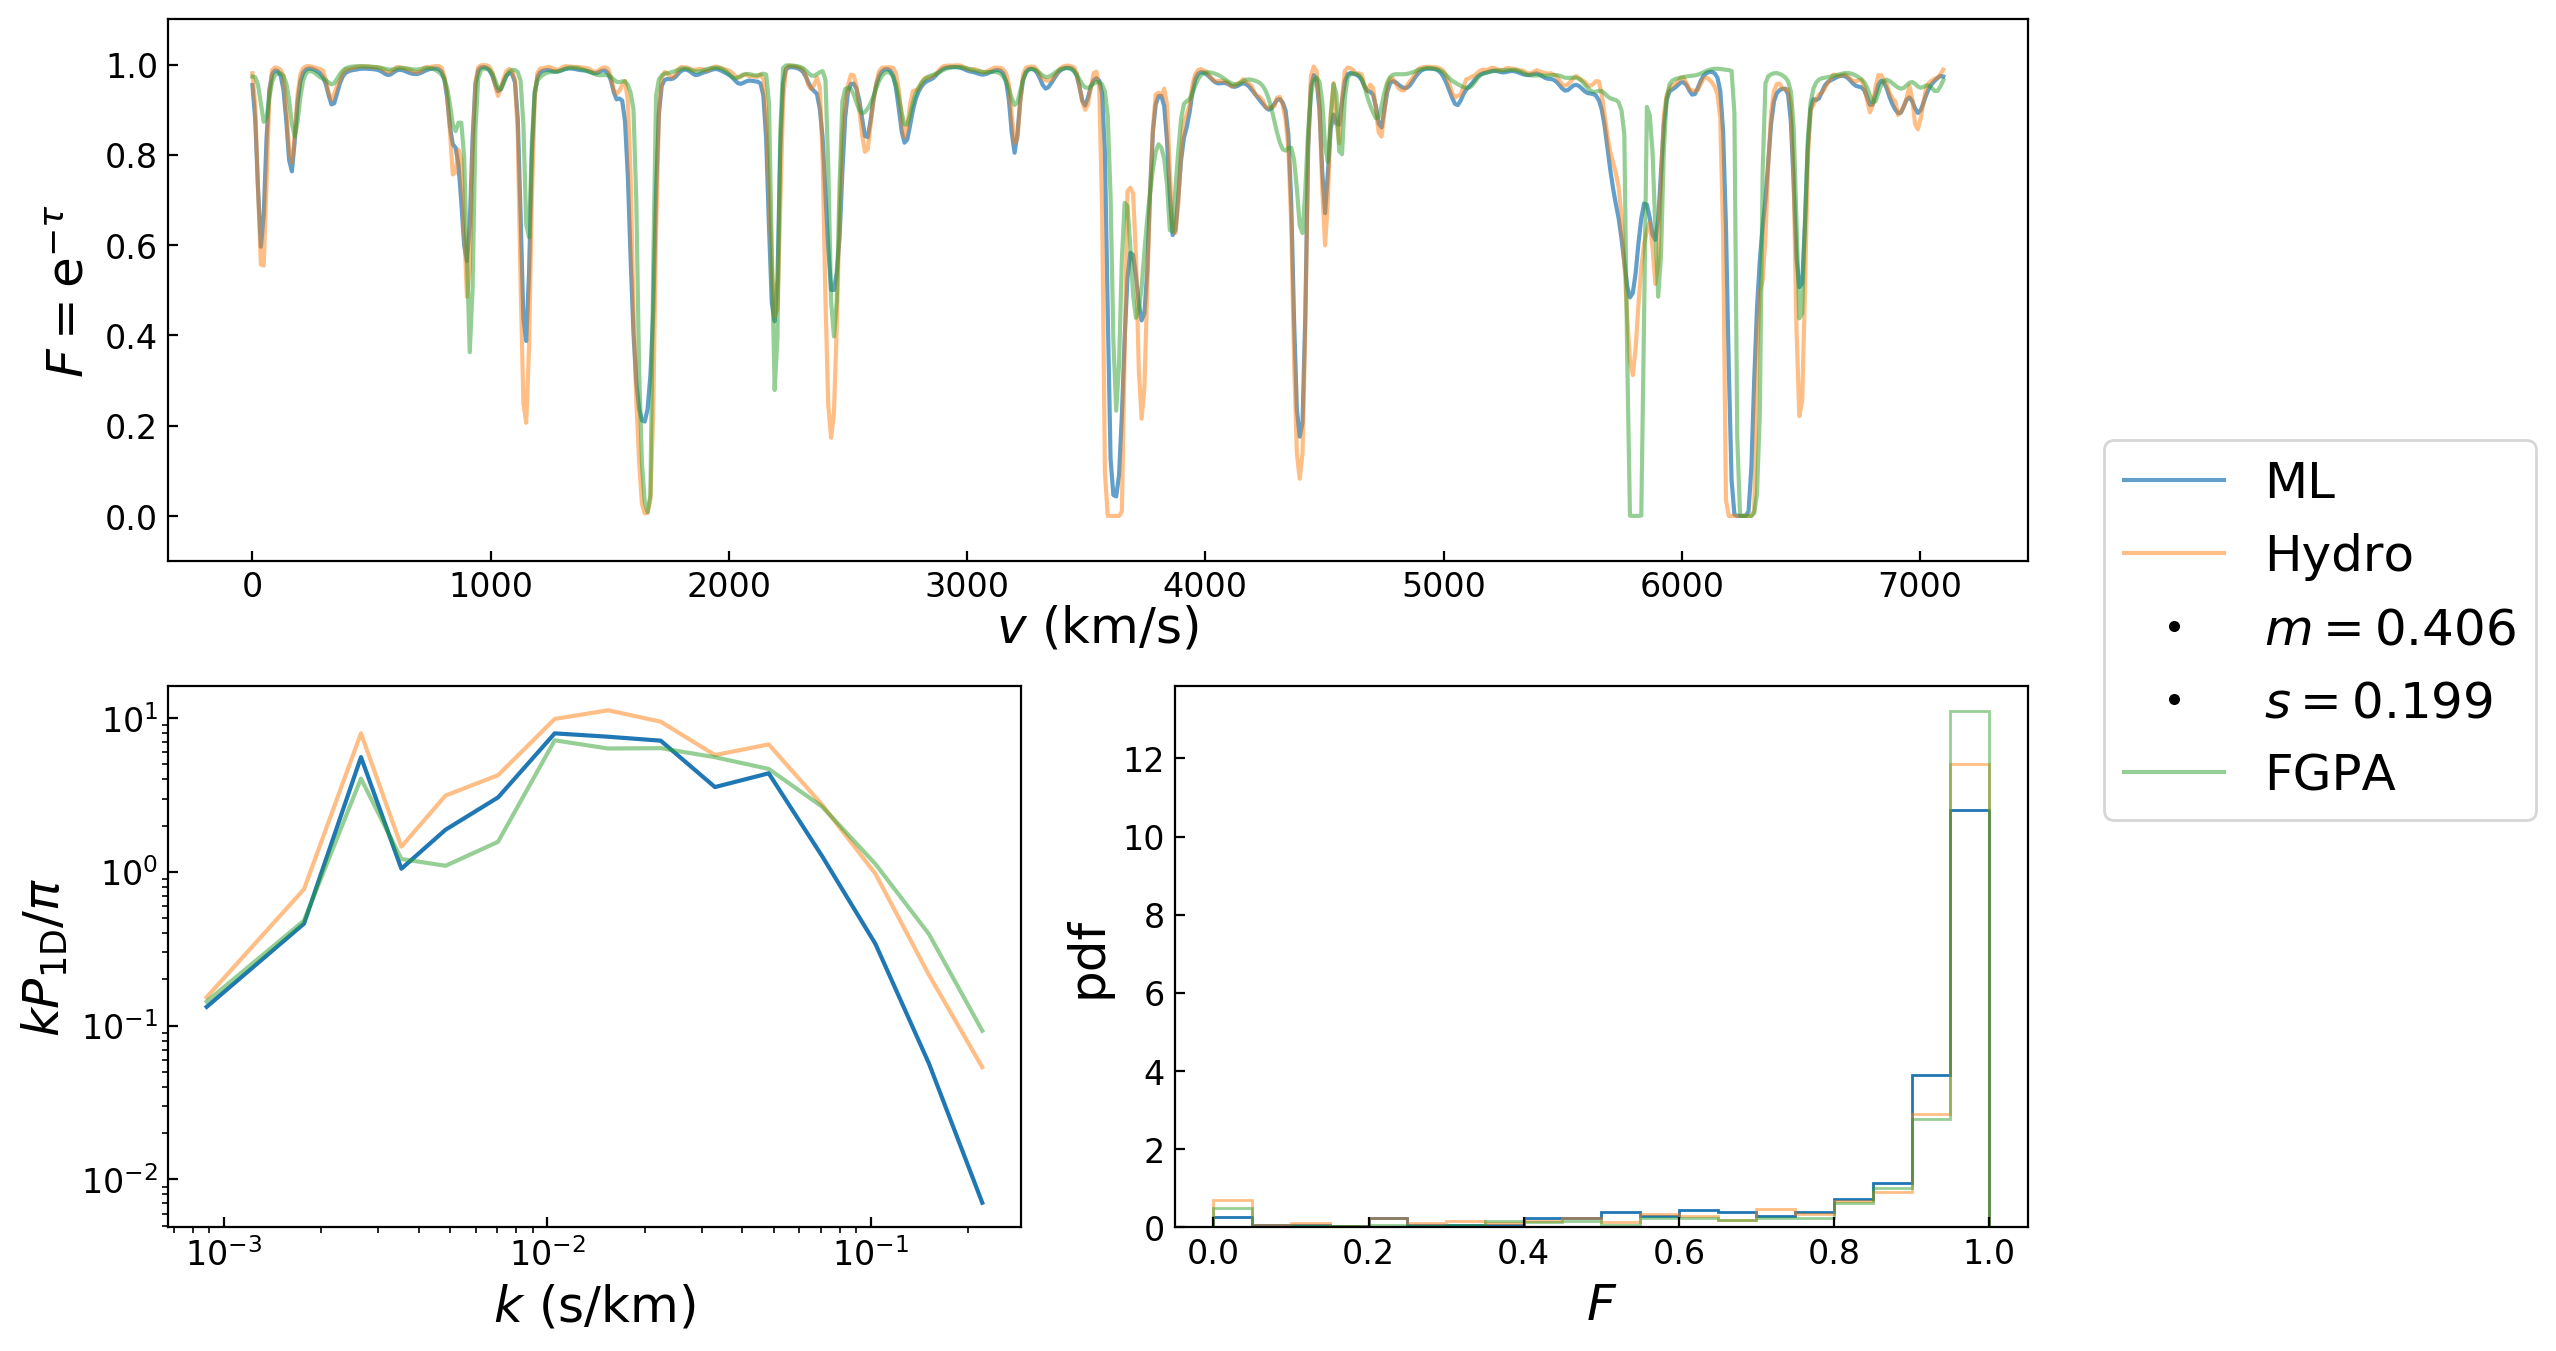 1.0
0.8
0.6
0.4
0.2
0.0
F = e^{-τ}
0 1000 2000 3000 4000 5000 6000 7000
v (km/s)
ML
Hydro
m = 0.406
s = 0.199
FGPA
10^1
10^0
10^{-1}
10^{-2}
kP_{1D}/π
10^{-3} 10^{-2} 10^{-1}
k (s/km)
12
10
8
6
4
2
0
pdf
0.0 0.2 0.4 0.6 0.8 1.0
F